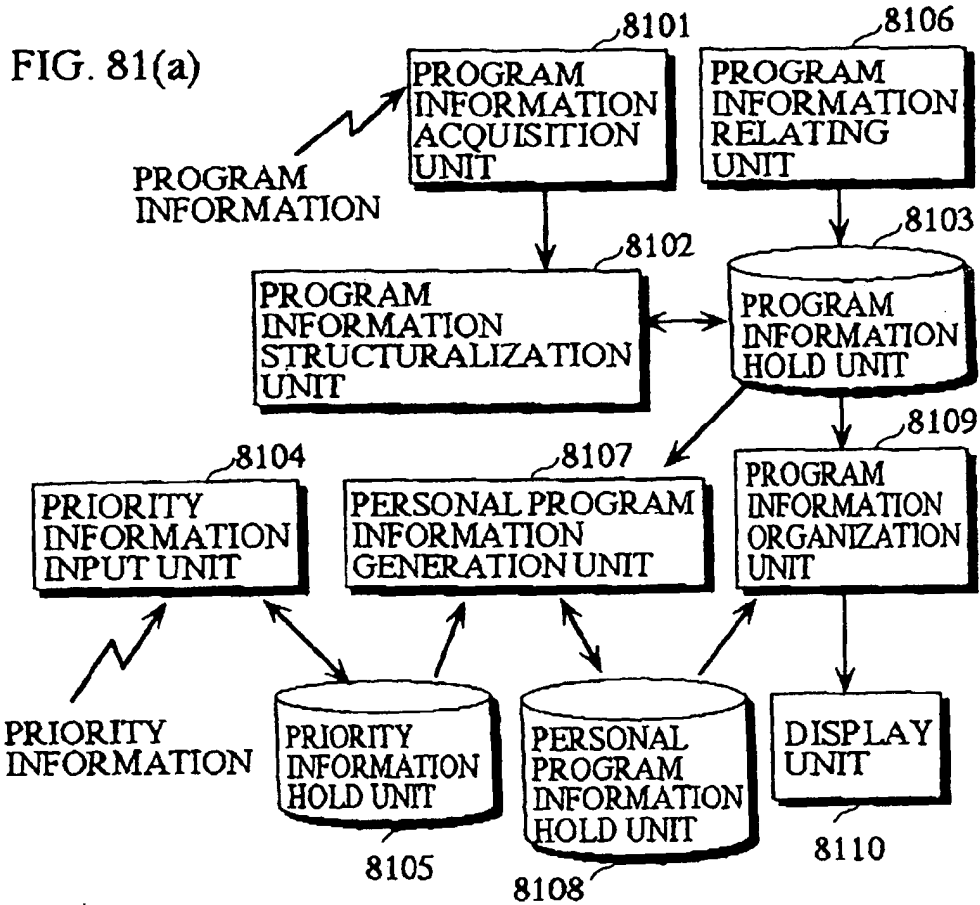 FIG. 81(a)
8101
PROGRAM
INFORMATION
ACQUISITION
UNIT
8106
PROGRAM
INFORMATION
RELATING
UNIT
PROGRAM
INFORMATION
8102
PROGRAM
INFORMATION
STRUCTURALIZATION
UNIT
8103
PROGRAM
INFORMATION
HOLD UNIT
8104
PRIORITY
INFORMATION
INPUT UNIT
8107
PERSONAL PROGRAM
INFORMATION
GENERATION UNIT
8109
PROGRAM
INFORMATION
ORGANIZATION
UNIT
PRIORITY
INFORMATION
PRIORITY
INFORMATION
HOLD UNIT
8105
PERSONAL
PROGRAM
INFORMATION
HOLD UNIT
8108
DISPLAY
UNIT
8110